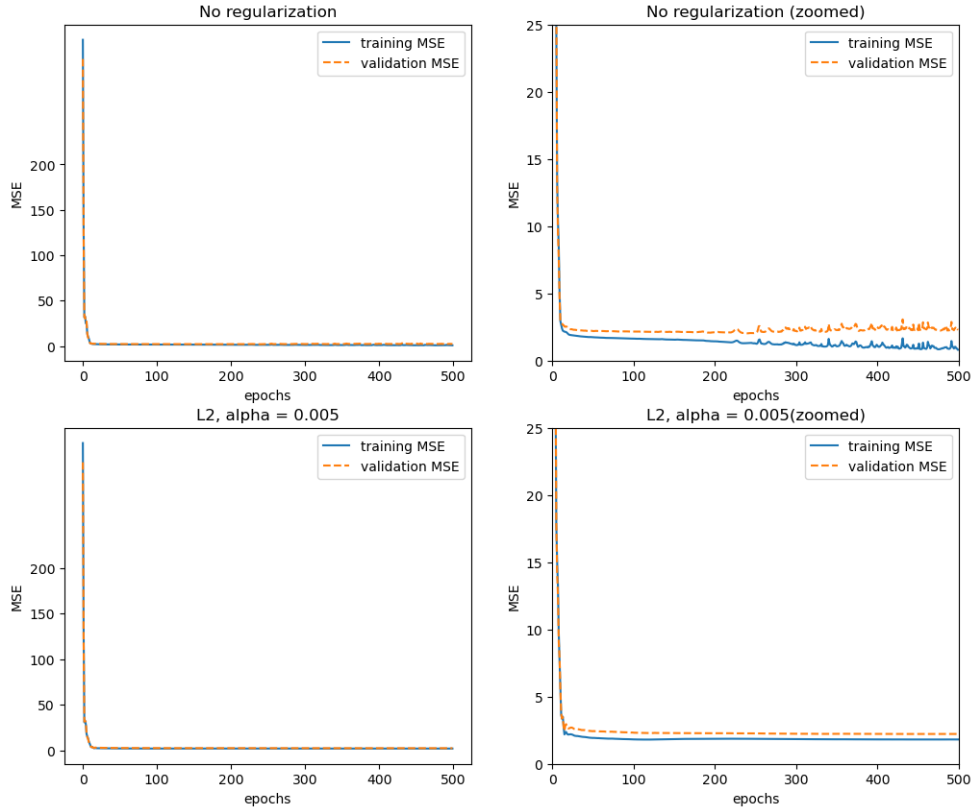 No regularization
training MSE
validation MSE
MSE
200
150
100
50
0
0 100 200 300 400 500
epochs
No regularization (zoomed)
training MSE
validation MSE
MSE
25
20
15
10
5
0
0 100 200 300 400 500
epochs
L2, alpha = 0.005
training MSE
validation MSE
MSE
200
150
100
50
0
0 100 200 300 400 500
epochs
L2, alpha = 0.005(zoomed)
training MSE
validation MSE
MSE
25
20
15
10
5
0
0 100 200 300 400 500
epochs